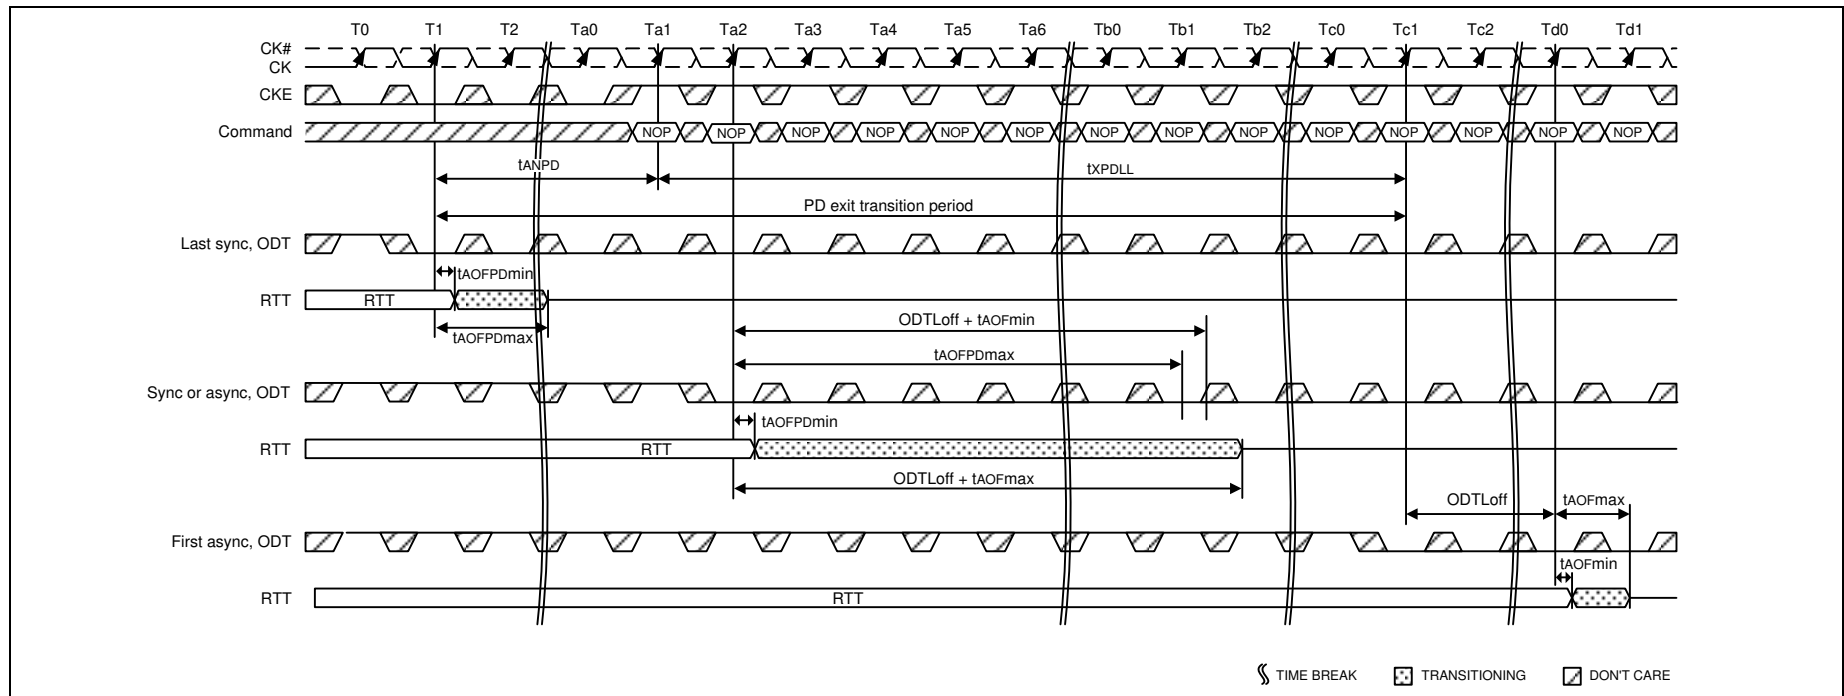 T0 T1 T2 Ta0 Ta1 Ta2 Ta3 Ta4 Ta5 Ta6 Tb0 Tb1 Tb2 Tc0 Tc1 Tc2 Td0 Td1
CK#
CK
CKE
Command NOP NOP NOP NOP NOP NOP NOP NOP NOP NOP NOP NOP NOP NOP
tANPD tXPDLL
PD exit transition period
Last sync, ODT
tAOFPDmin
RTT RTT
tAOFPDmax
ODTLoff + tAOFmin
tAOFPDmax
Sync or async, ODT
tAOFPDmin
RTT RTT
ODTLoff + tAOFmax
ODTLoff tAOFmax
First async, ODT
tAOFmin
RTT RTT
TIME BREAK TRANSITIONING DON'T CARE